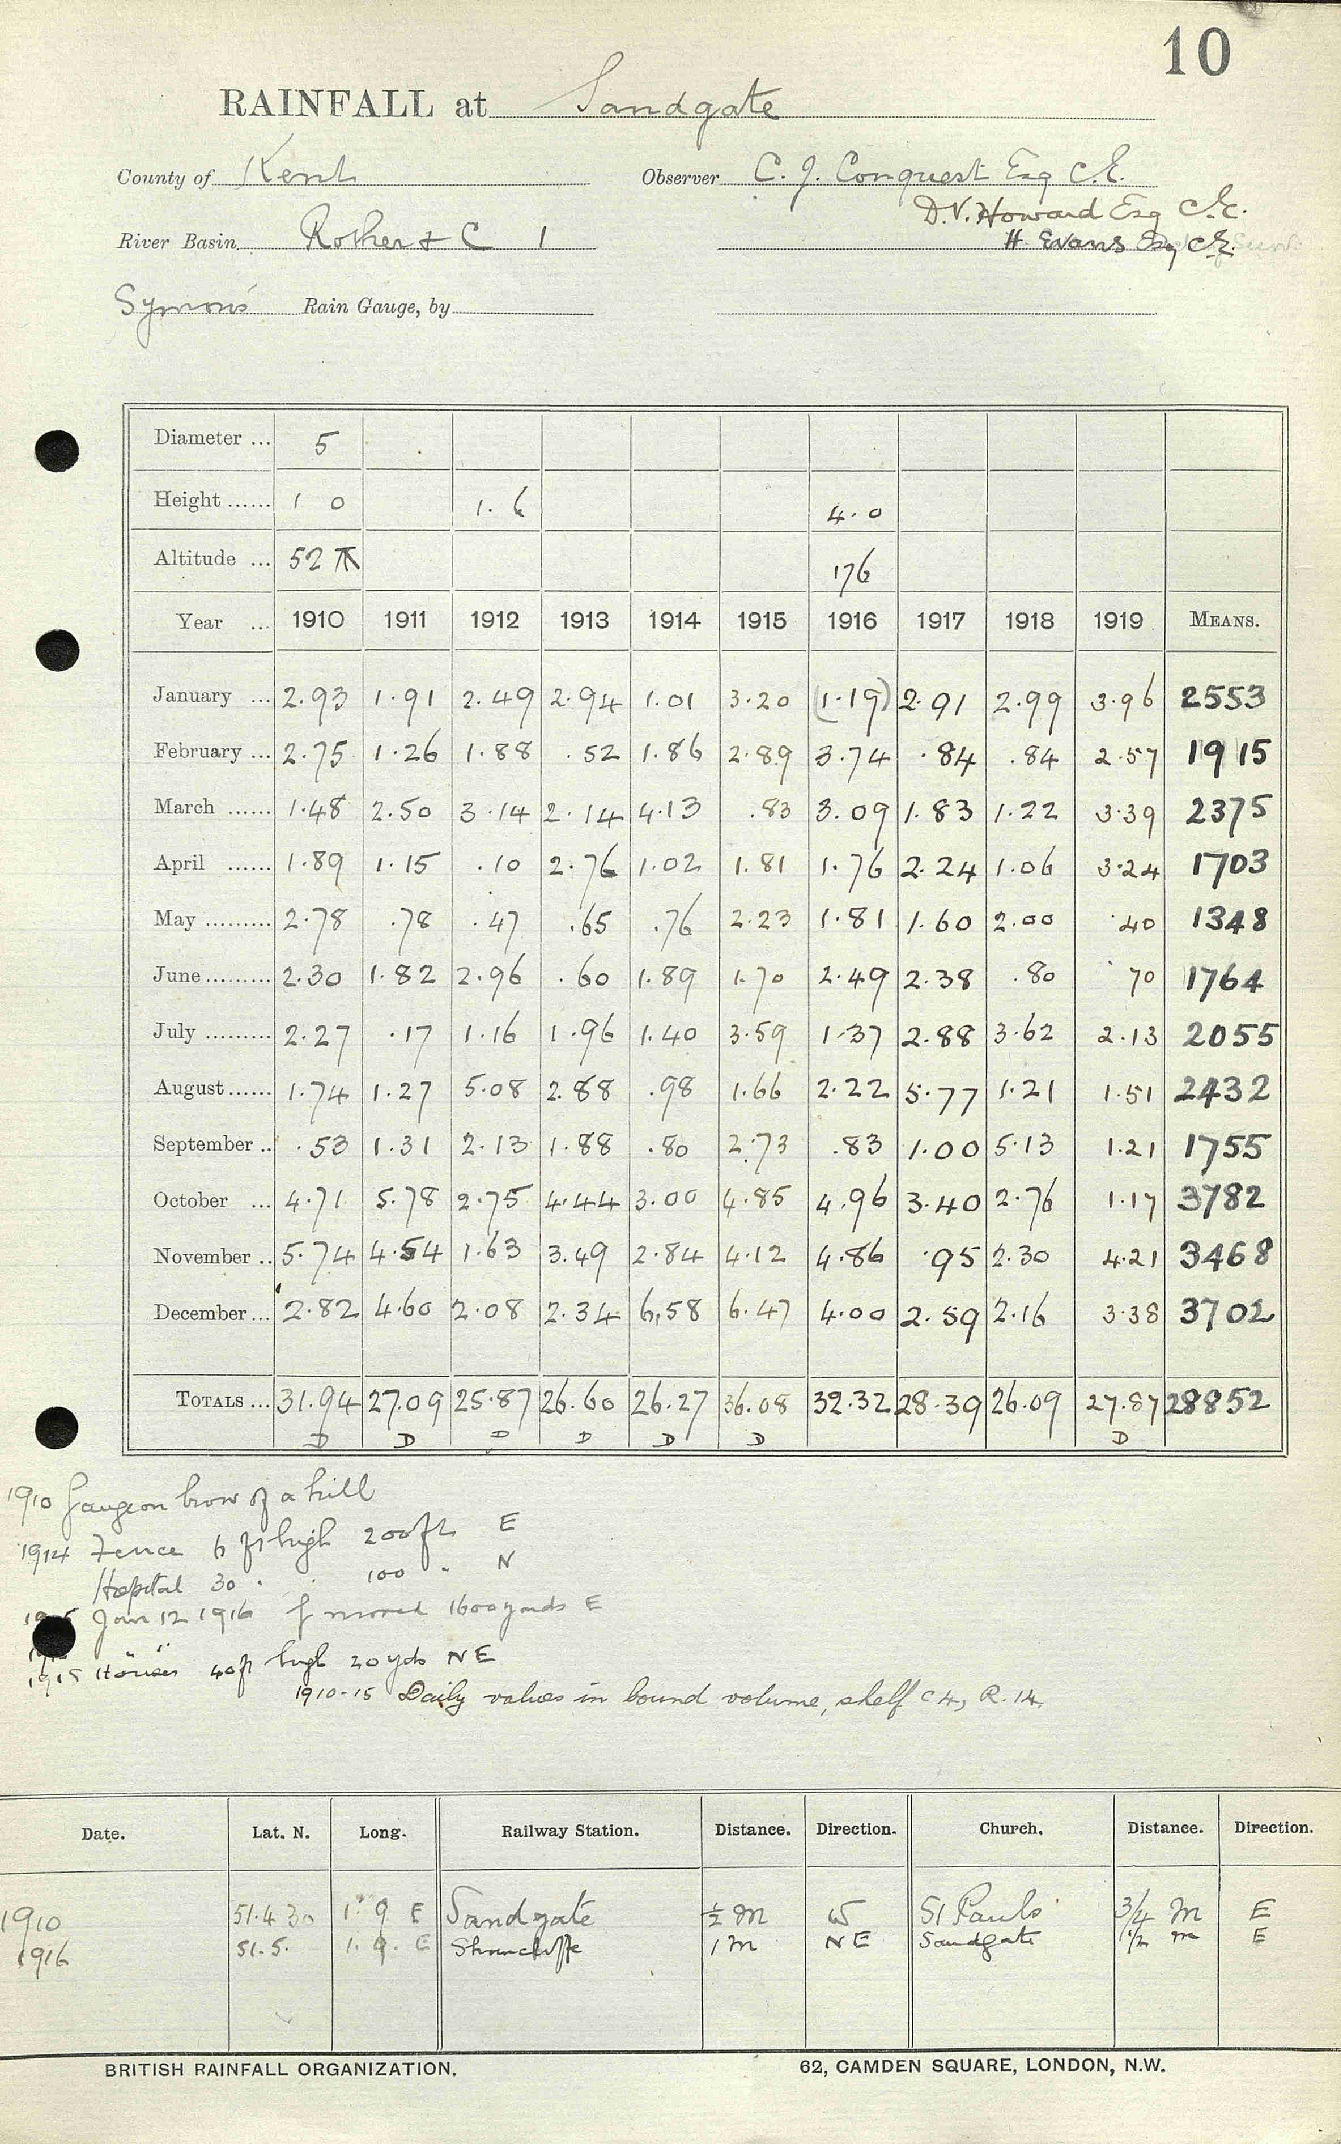 10
RAINFALL at Sandgate
County of Kent Observer C. J. Conquest Esq C.E.
D.V. Howard Esq C.E.
River Basin Rother & C 1 H. Evans Esq C.E.
Symons Rain Gauge, by
Diameter ... 5
Height ...... 1 0 1. 6 4.0
Altitude ... 52 176
Year ... 1910 1911 1912 1913 1914 1915 1916 1917 1918 1919 MEANS.
January ... 2.93 1.91 2.49 2.94 1.01 3.20 (1.19) 2.91 2.99 3.96 2553
February ... 2.75 1.26 1.88 .52 1.86 2.89 3.74 .84 .84 2.57 1915
March ...... 1.48 2.50 3.14 2.14 4.13 .83 3.09 1.83 1.22 3.39 2375
April ...... 1.89 1.15 .10 2.76 1.02 1.81 1.76 2.24 1.06 3.24 1703
May ......... 2.78 .78 .47 .65 .76 2.23 1.81 1.60 2.00 .40 1348
June ......... 2.30 1.82 2.96 .60 1.89 1.70 2.49 2.38 .80 .70 1764
July ......... 2.27 .17 1.16 1.96 1.40 3.59 1.37 2.88 3.62 2.13 2055
August ...... 1.74 1.27 5.08 2.88 .98 1.66 2.22 5.77 1.21 1.51 2432
September .. .53 1.31 2.13 1.88 .80 2.73 .83 1.00 5.13 1.21 1755
October ... 4.71 5.78 2.75 4.44 3.00 4.85 4.96 3.40 2.76 1.17 3782
November .. 5.74 4.54 1.63 3.49 2.84 4.12 4.86 .95 2.30 4.21 3468
December ... 2.82 4.60 2.08 2.34 6.58 6.47 4.00 2.59 2.16 3.38 3702
TOTALS ... 31.94 27.09 25.87 26.60 26.27 36.08 32.32 28.39 26.09 27.87 28852
D D D D D D D
1910 Gauge on brow of a hill
1914 Fence 6 ft high 200 ft E
Hospital 30 " " 100 " N
Jan 12 1916 moved 1600 yards E
1915 Houses 40 ft high 20 yds NE
1910-15 Daily values in bound volume, shelf C4, R.14.
Date. Lat. N. Long. Railway Station. Distance. Direction. Church. Distance. Direction.
1910 51.4 30 1° 9 E Sandgate ½ m W St Pauls ¾ m E
1916 51.5. 1. 9. E Shorncliffe 1 m NE Sandgate 1½ m E
BRITISH RAINFALL ORGANIZATION. 62, CAMDEN SQUARE, LONDON, N.W.